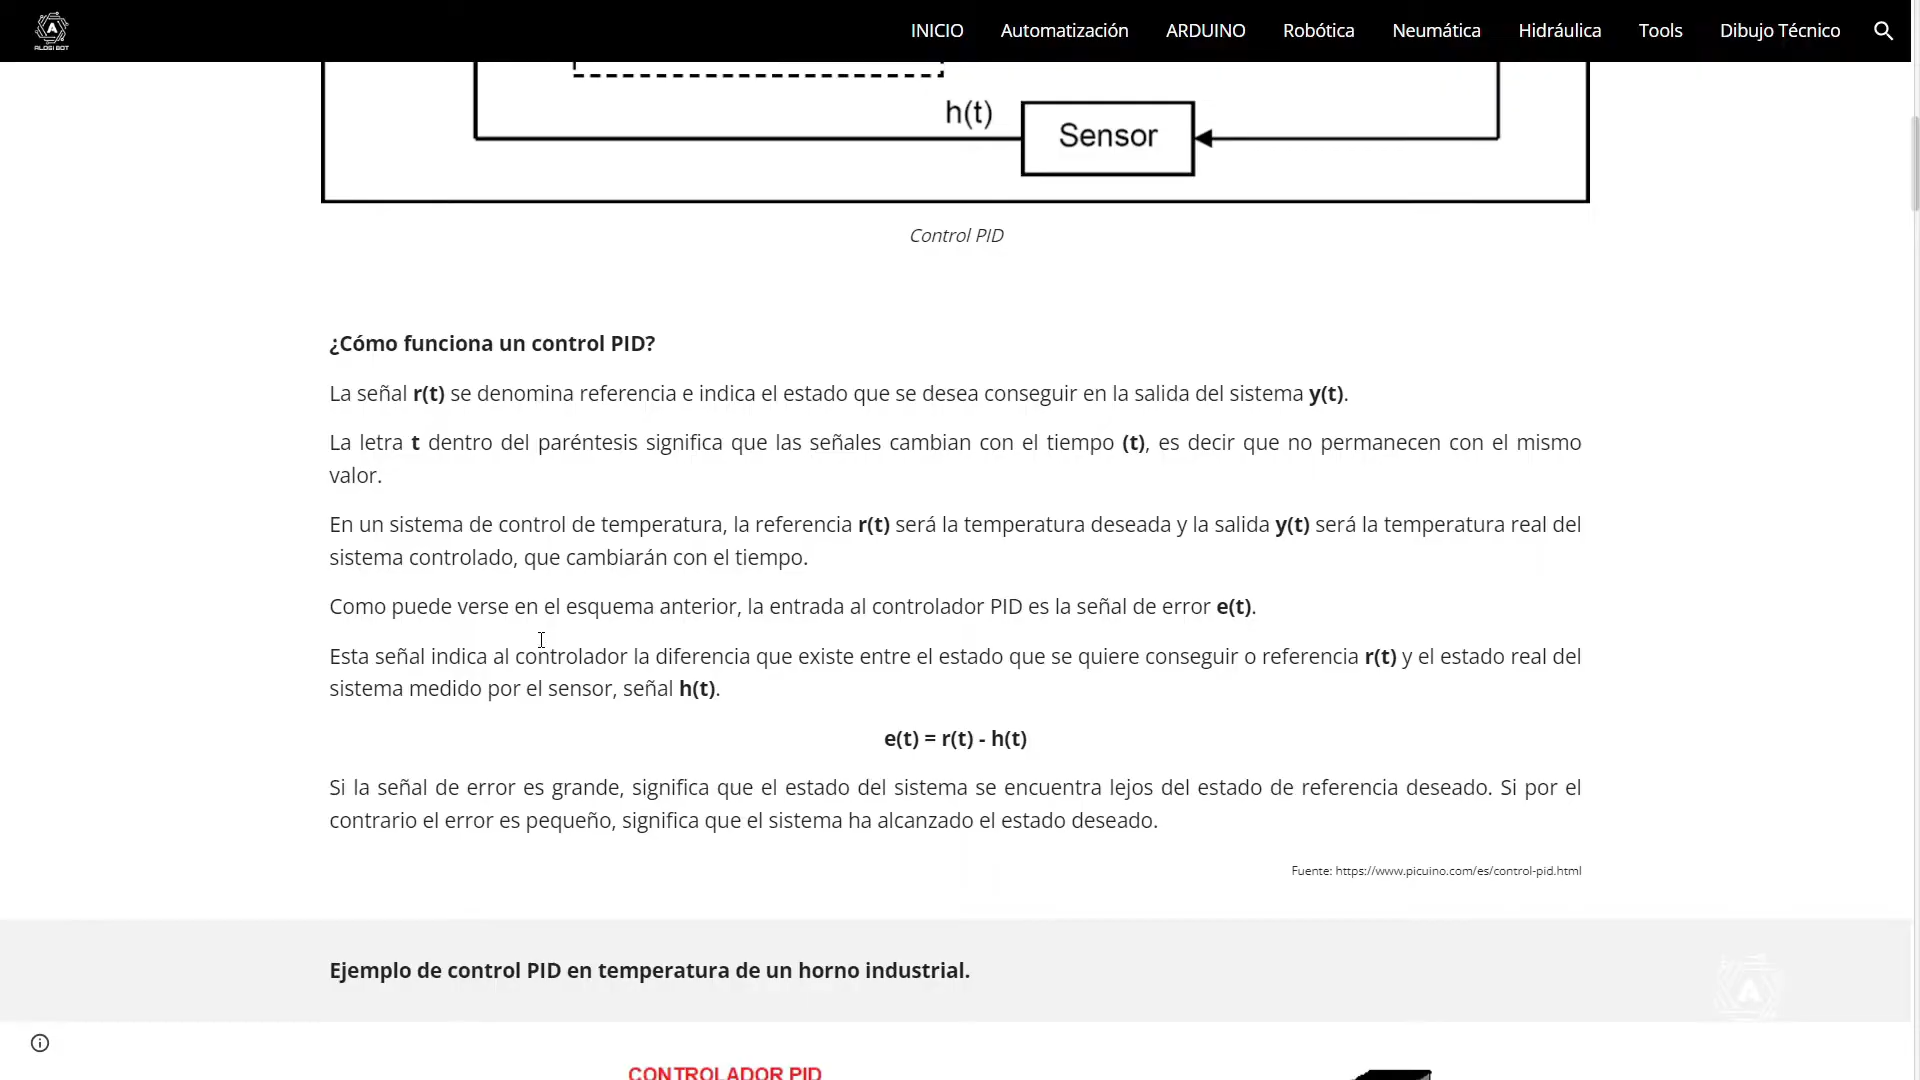 ALOSI BOT
INICIO Automatización ARDUINO Robótica Neumática Hidráulica Tools Dibujo Técnico
h(t)
Sensor
Control PID
¿Cómo funciona un control PID?
La señal r(t) se denomina referencia e indica el estado que se desea conseguir en la salida del sistema y(t).
La letra t dentro del paréntesis significa que las señales cambian con el tiempo (t), es decir que no permanecen con el mismo
valor.
En un sistema de control de temperatura, la referencia r(t) será la temperatura deseada y la salida y(t) será la temperatura real del
sistema controlado, que cambiarán con el tiempo.
Como puede verse en el esquema anterior, la entrada al controlador PID es la señal de error e(t).
Esta señal indica al controlador la diferencia que existe entre el estado que se quiere conseguir o referencia r(t) y el estado real del
sistema medido por el sensor, señal h(t).
e(t) = r(t) - h(t)
Si la señal de error es grande, significa que el estado del sistema se encuentra lejos del estado de referencia deseado. Si por el
contrario el error es pequeño, significa que el sistema ha alcanzado el estado deseado.
Fuente: https://www.picuino.com/es/control-pid.html
Ejemplo de control PID en temperatura de un horno industrial.
A
CONTROLADOR PID